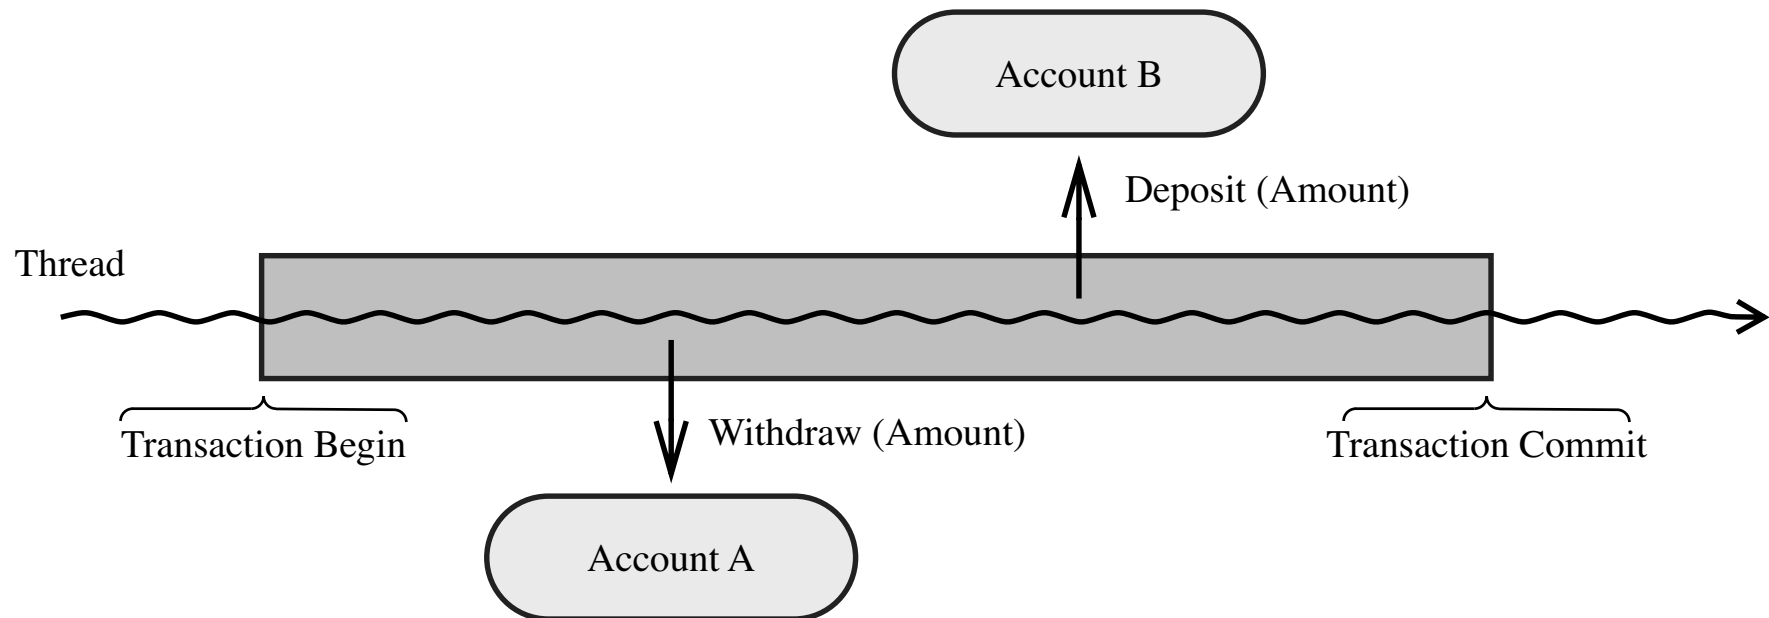 Account B
Deposit (Amount)
Thread
Withdraw (Amount)
Transaction Begin
Transaction Commit
Account A